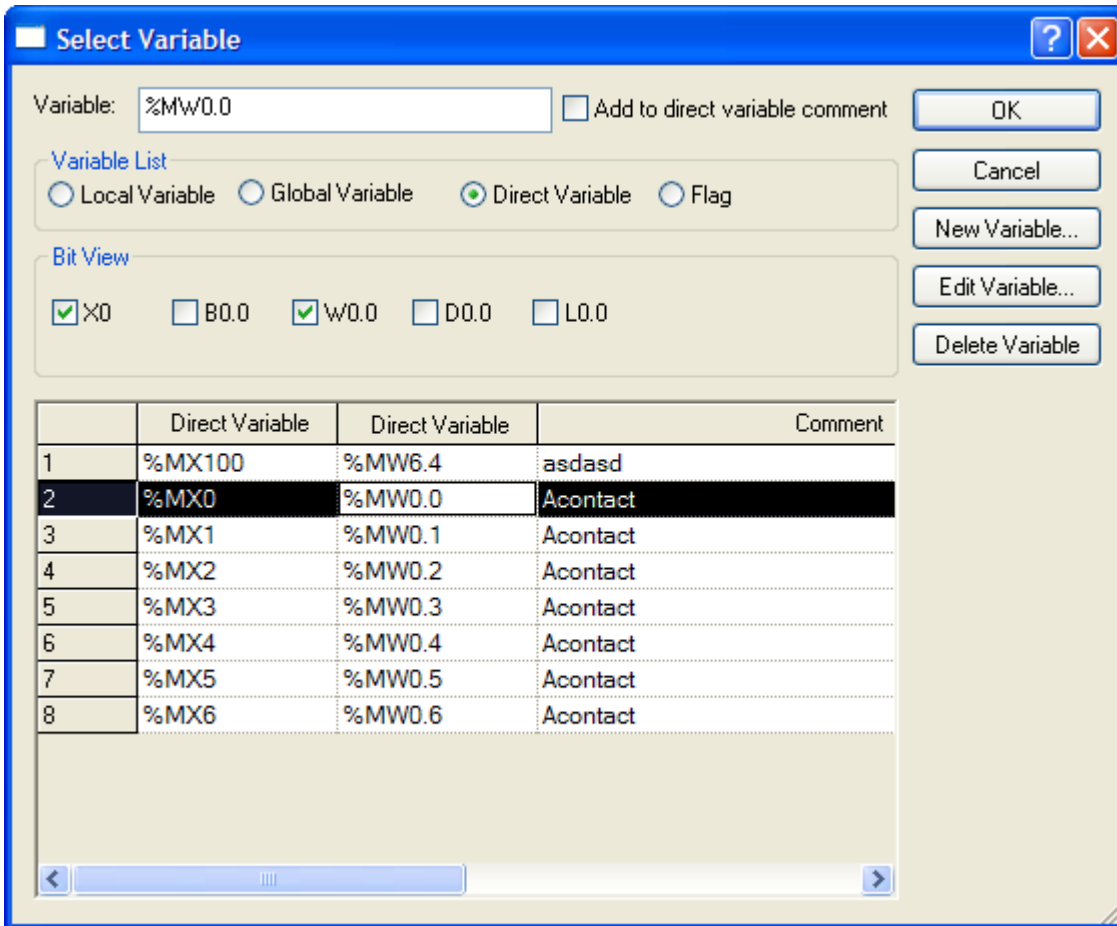 Select Variable
Variable: %MW0.0 Add to direct variable comment OK
Variable List
Local Variable Global Variable Direct Variable Flag
Cancel
New Variable...
Bit View
X0 B0.0 W0.0 D0.0 L0.0
Edit Variable...
Delete Variable
Direct Variable Direct Variable Comment
1 %MX100 %MW6.4 asdasd
2 %MX0 %MW0.0 Acontact
3 %MX1 %MW0.1 Acontact
4 %MX2 %MW0.2 Acontact
5 %MX3 %MW0.3 Acontact
6 %MX4 %MW0.4 Acontact
7 %MX5 %MW0.5 Acontact
8 %MX6 %MW0.6 Acontact